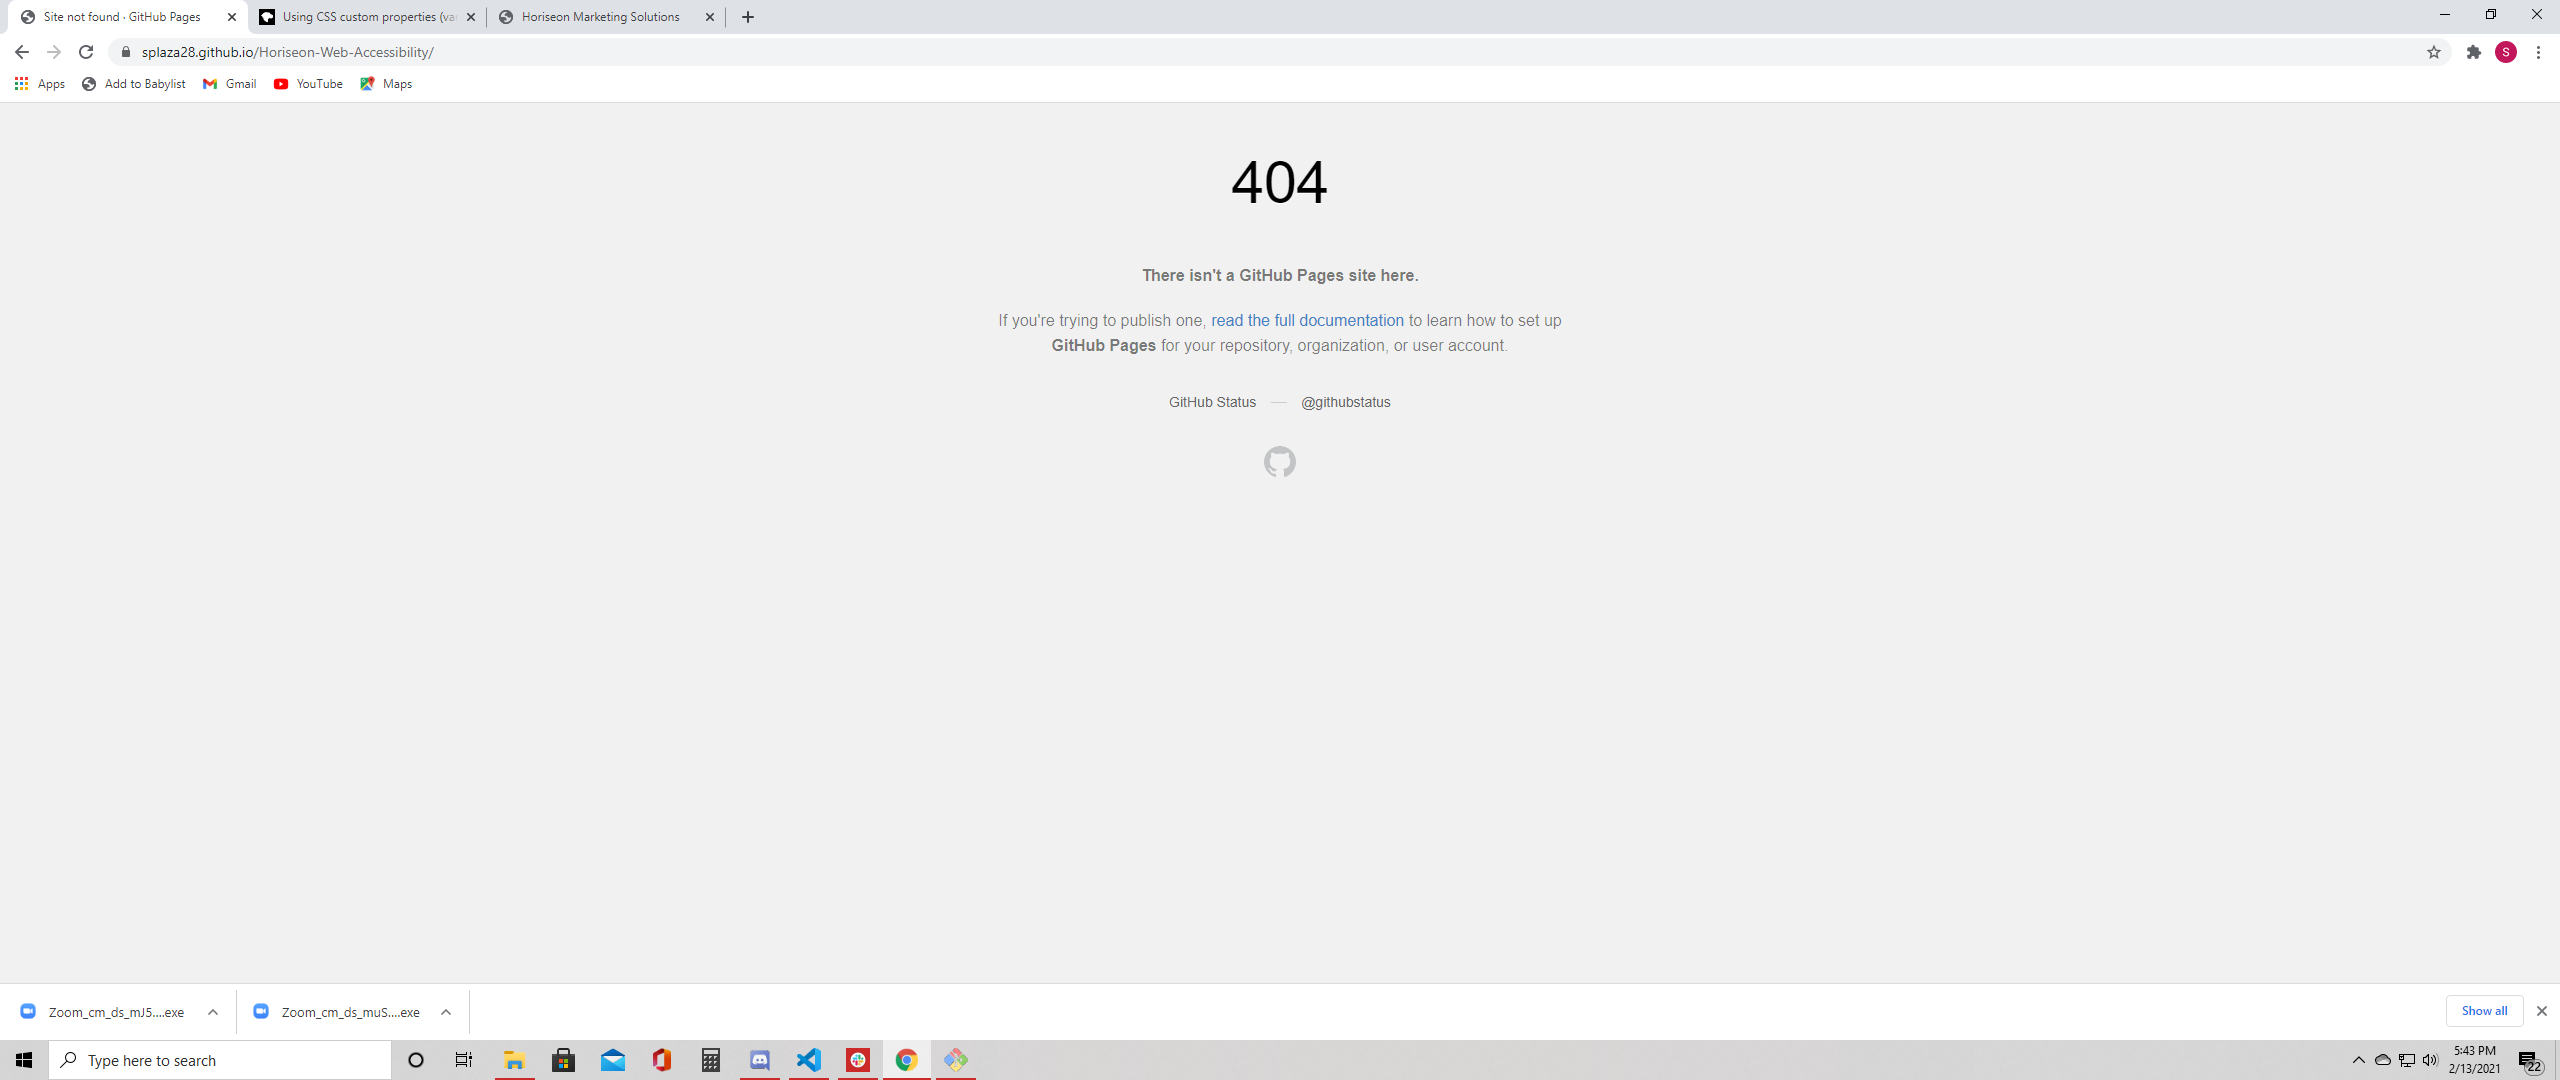 Site not found · GitHub Pages
Using CSS custom properties (va
Horiseon Marketing Solutions
splaza28.github.io/Horiseon-Web-Accessibility/
S
Apps
Add to Babylist
Gmail
YouTube
Maps
404
There isn't a GitHub Pages site here.
If you're trying to publish one, read the full documentation to learn how to set up
GitHub Pages for your repository, organization, or user account.
GitHub Status — @githubstatus
Zoom_cm_ds_mJ5....exe
Zoom_cm_ds_muS....exe
Show all
Type here to search
5:43 PM
2/13/2021
22